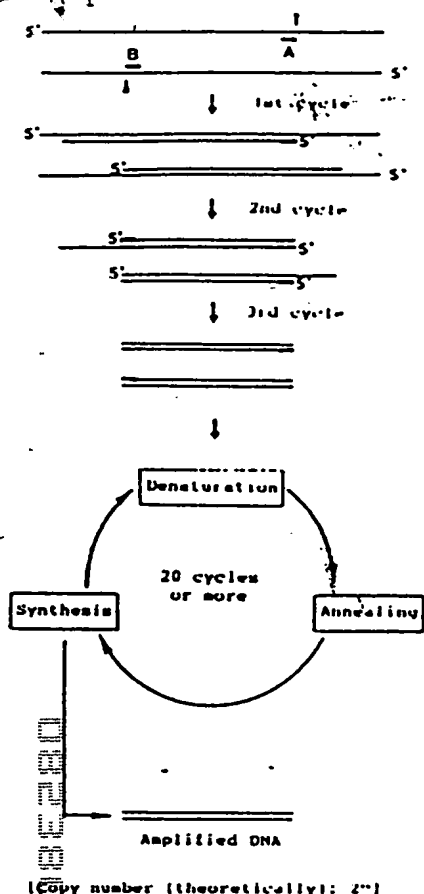 5'
A
B
5'
1st cycle
5'
5'
5'
5'
2nd cycle
5'
5'
5'
5'
3rd cycle
Denaturation
20 cycles
or more
Synthesis
Annealing
Amplified DNA
[Copy number (theoretically): 2ⁿ]